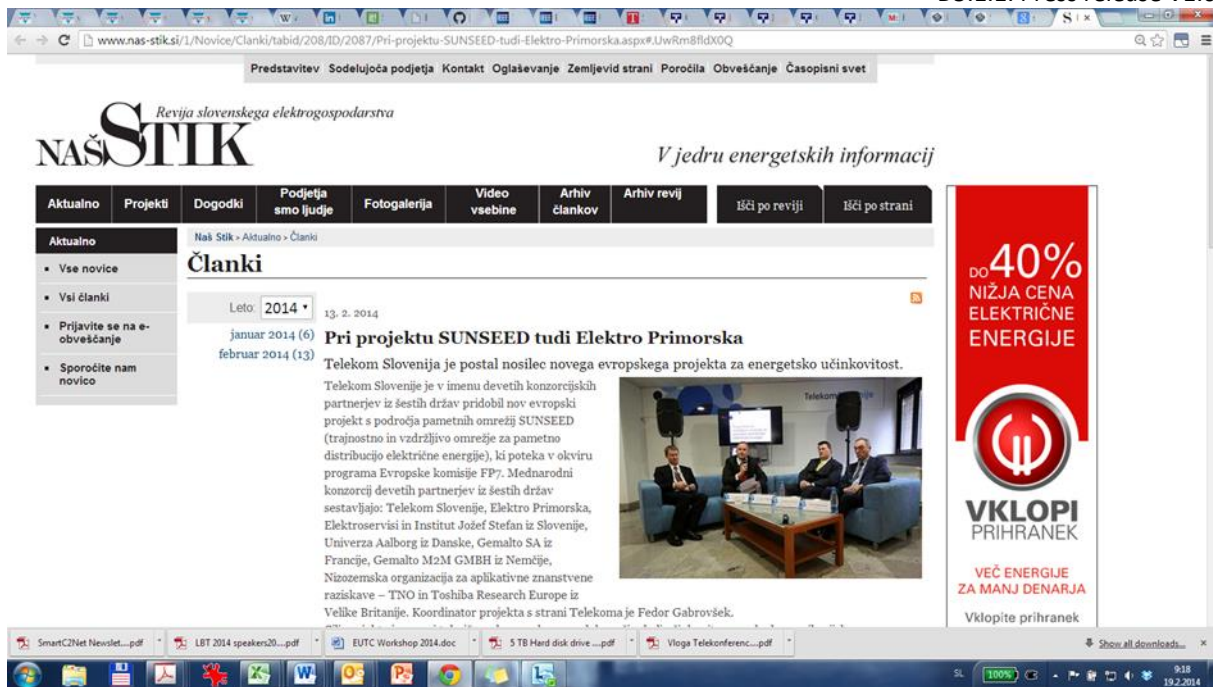 www.nas-stik.si/1/Novice/Clanki/tabid/208/ID/2087/Pri-projektu-SUNSEED-tudi-Elektro-Primorska.aspx#.UwRm8fldX0Q
Predstavitev Sodelujoča podjetja Kontakt Oglaševanje Zemljevid strani Poročila Obveščanje Časopisni svet
Revija slovenskega elektrogospodarstva
NAŠ STIK
V jedru energetskih informacij
Aktualno Projekti Dogodki Podjetja smo ljudje Fotogalerija Video vsebine Arhiv člankov Arhiv revij Išči po reviji Išči po strani
Aktualno
Vse novice
Vsi članki
Prijavite se na e-
obveščanje
Sporočite nam
novico
Naš Stik > Aktualno > Članki
Članki
Leto: 2014
januar 2014 (6)
februar 2014 (13)
13. 2. 2014
Pri projektu SUNSEED tudi Elektro Primorska
Telekom Slovenija je postal nosilec novega evropskega projekta za energetsko učinkovitost.
Telekom Slovenije je v imenu devetih konzorcijskih
partnerjev iz šestih držav pridobil nov evropski
projekt s področja pametnih omrežij SUNSEED
(trajnostno in vzdržljivo omrežje za pametno
distribucijo električne energije), ki poteka v okviru
programa Evropske komisije FP7. Mednarodni
konzorcij devetih partnerjev iz šestih držav
sestavljajo: Telekom Slovenije, Elektro Primorska,
Elektroservisi in Institut Jožef Stefan iz Slovenije,
Univerza Aalborg iz Danske, Gemalto SA iz
Francije, Gemalto M2M GMBH iz Nemčije,
Nizozemska organizacija za aplikativne znanstvene
raziskave – TNO in Toshiba Research Europe iz
Velike Britanije. Koordinator projekta s strani Telekoma je Fedor Gabrovšek.
DO 40%
NIŽJA CENA
ELEKTRIČNE
ENERGIJE
VKLOPI
PRIHRANEK
VEČ ENERGIJE
ZA MANJ DENARJA
Vklopite prihranek
SmartC2Net Newslet....pdf
LBT 2014 speakers20....pdf
EUTC Workshop 2014.doc
5 TB Hard disk drive ....pdf
Vloga Telekonferenc....pdf
Show all downloads...
SL 100% 9:18
19.2.2014